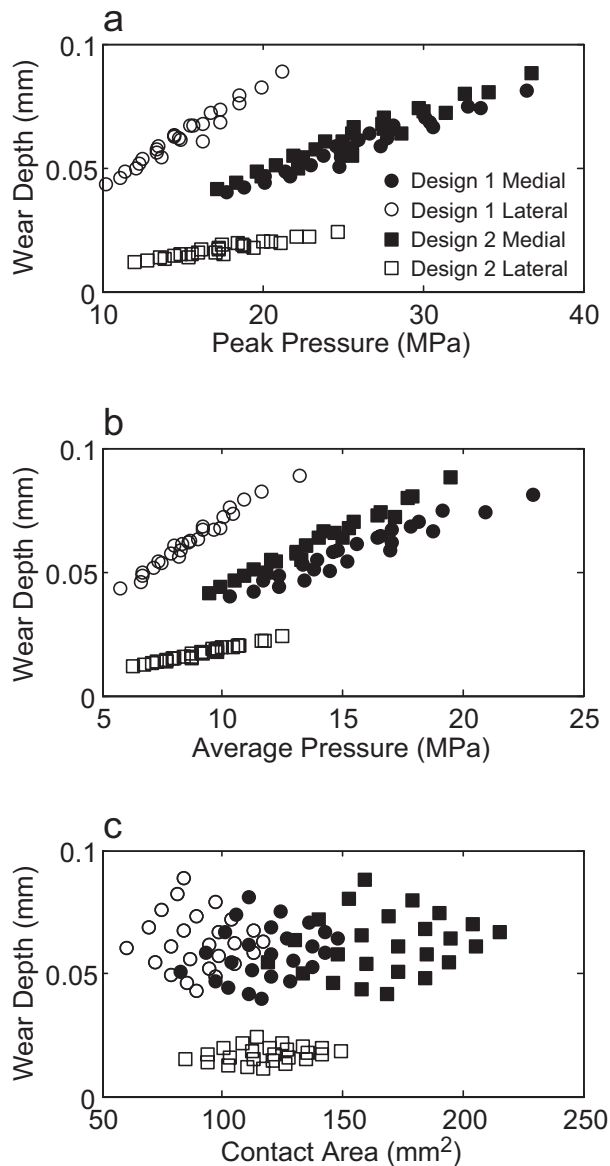 a
0.1
0.05
0
Wear Depth (mm)
Design 1 Medial
Design 1 Lateral
Design 2 Medial
Design 2 Lateral
10 20 30 40
Peak Pressure (MPa)
b
0.1
0.05
0
Wear Depth (mm)
5 10 15 20 25
Average Pressure (MPa)
c
0.1
0.05
0
Wear Depth (mm)
50 100 150 200 250
Contact Area (mm²)